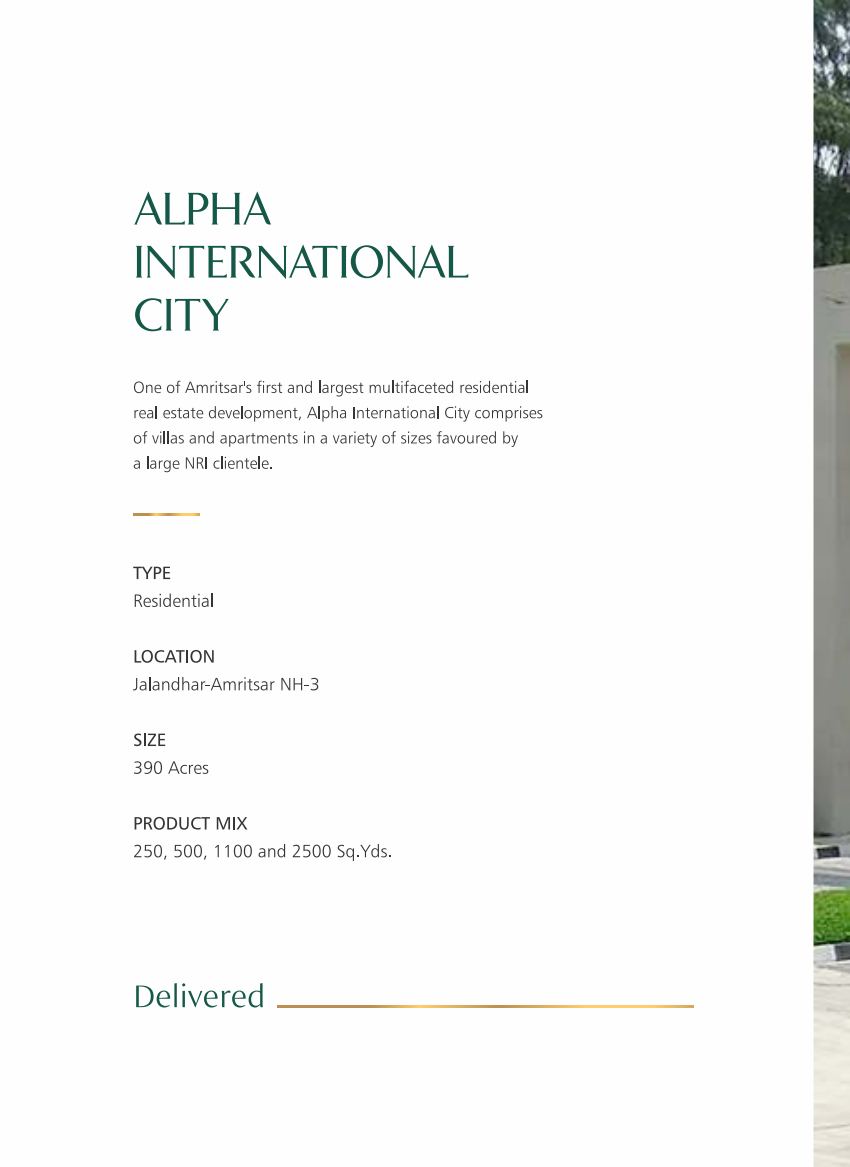 ALPHA
INTERNATIONAL
CITY
One of Amritsar's first and largest multifaceted residential
real estate development, Alpha International City comprises
of villas and apartments in a variety of sizes favoured by
a large NRI clientele.
TYPE
Residential
LOCATION
Jalandhar-Amritsar NH-3
SIZE
390 Acres
PRODUCT MIX
250, 500, 1100 and 2500 Sq.Yds.
Delivered